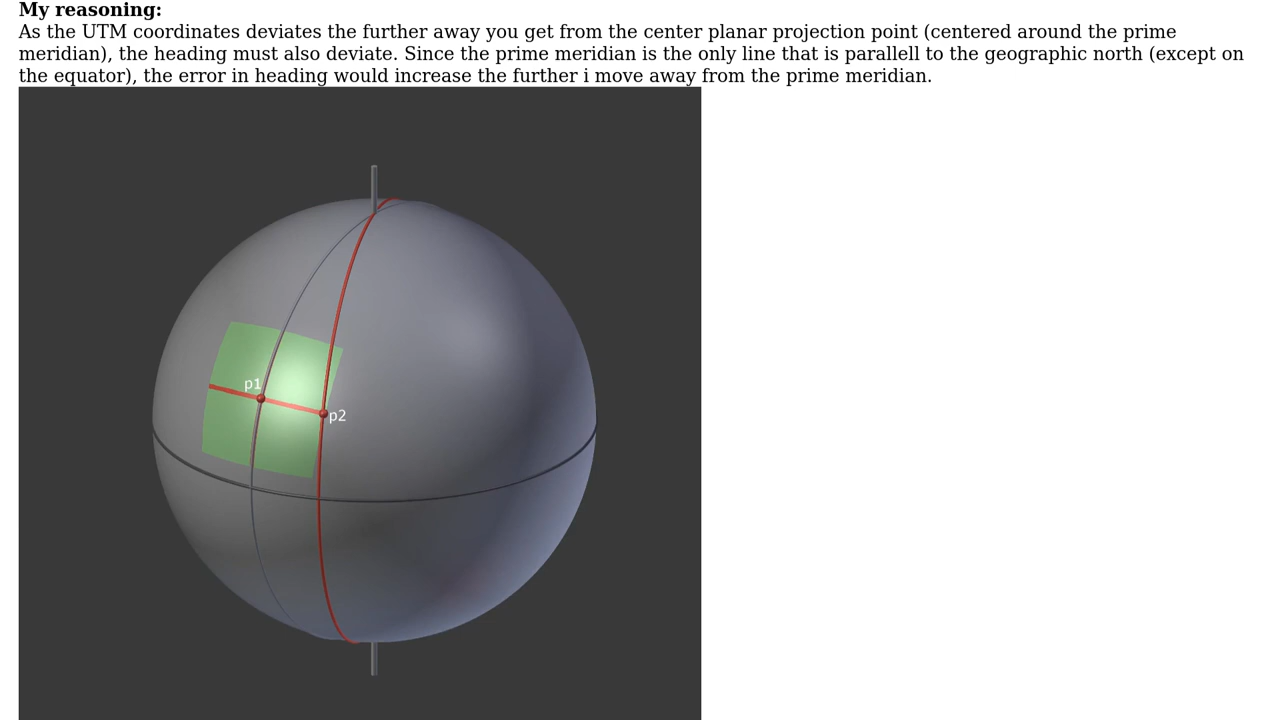 My reasoning:
As the UTM coordinates deviates the further away you get from the center planar projection point (centered around the prime
meridian), the heading must also deviate. Since the prime meridian is the only line that is parallell to the geographic north (except on
the equator), the error in heading would increase the further i move away from the prime meridian.
p1
p2